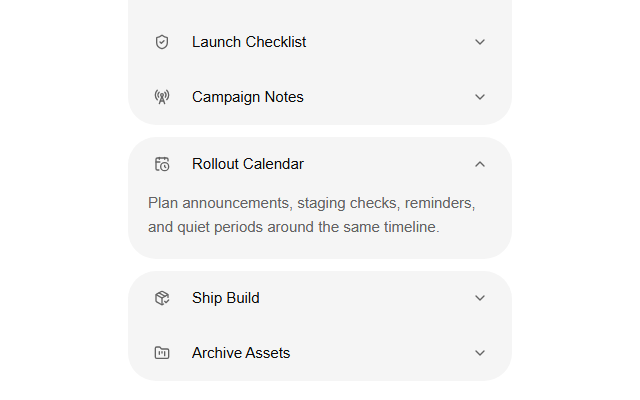 Launch Checklist
Campaign Notes
Rollout Calendar
Plan announcements, staging checks, reminders,
and quiet periods around the same timeline.
Ship Build
Archive Assets